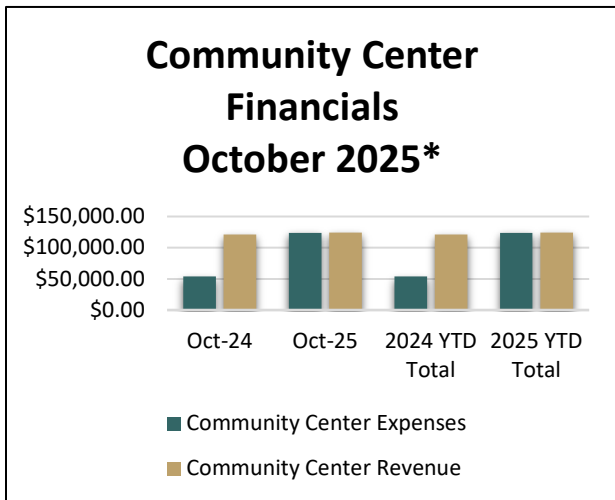 Community Center
Financials
October 2025*
$150,000.00
$100,000.00
$50,000.00
$0.00
Oct-24
Oct-25
2024 YTD
Total
2025 YTD
Total
Community Center Expenses
Community Center Revenue